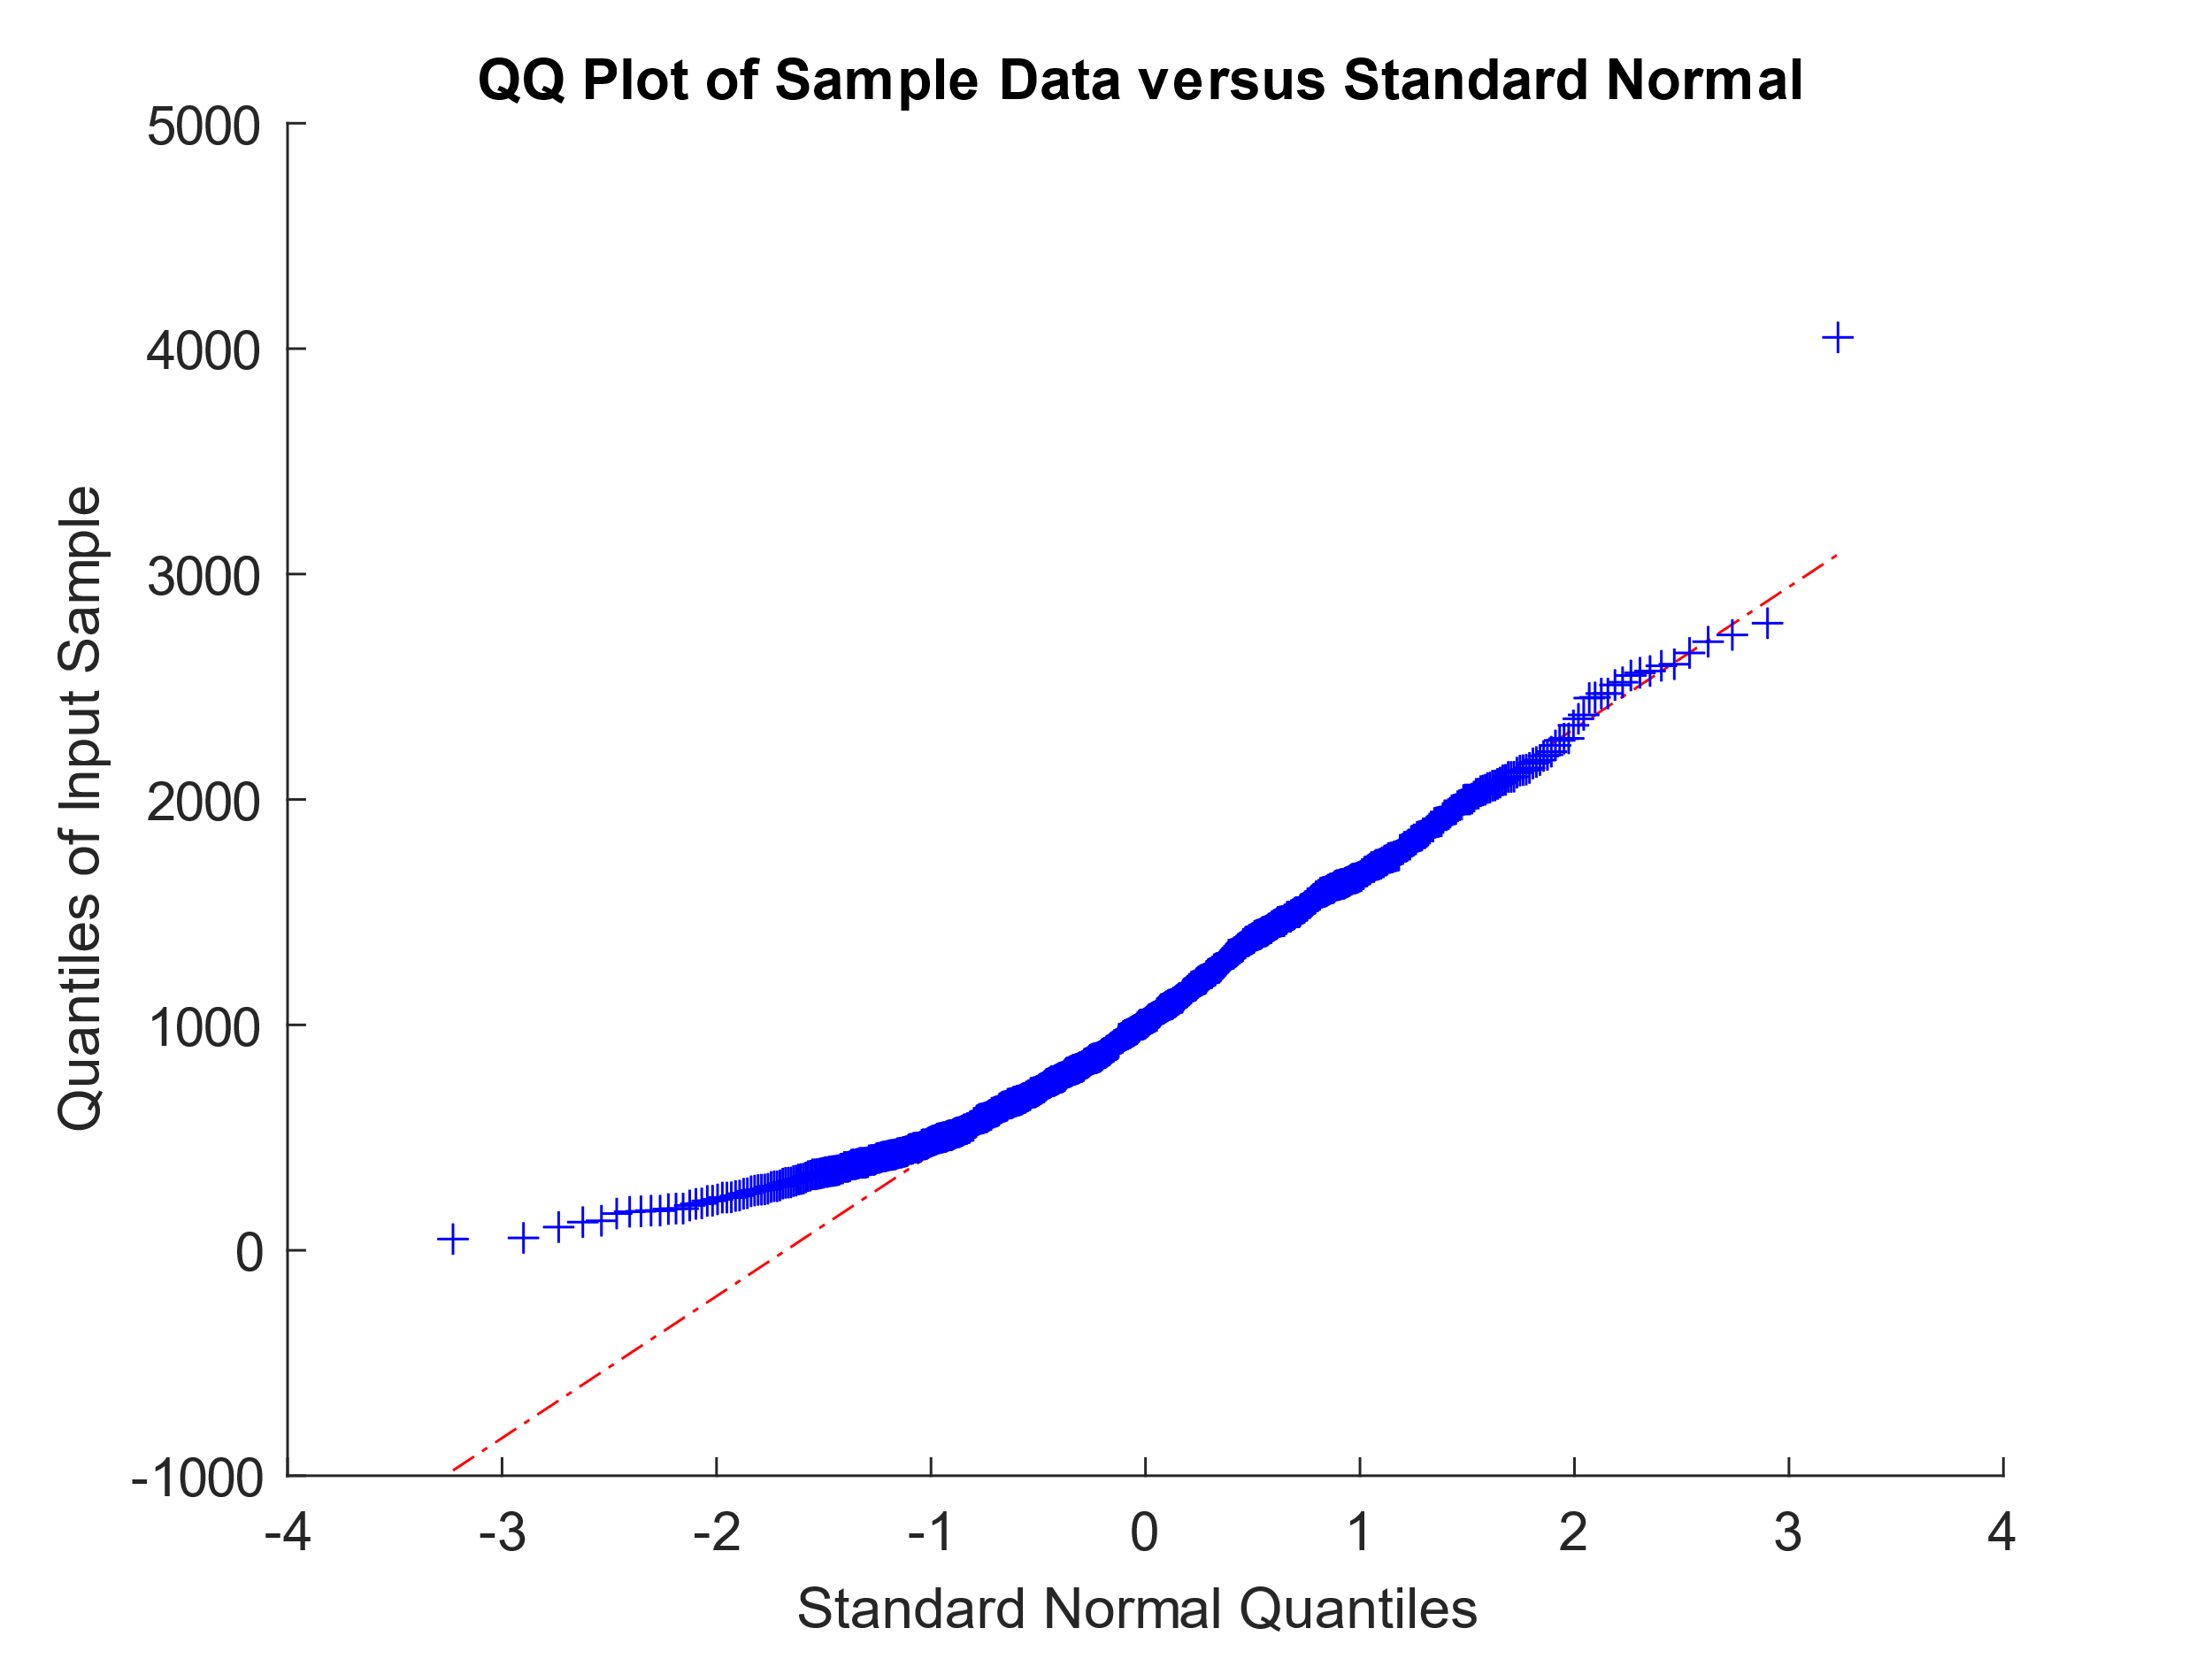 QQ Plot of Sample Data versus Standard Normal
5000
4000
3000
2000
1000
0
-1000
Quantiles of Input Sample
-4 -3 -2 -1 0 1 2 3 4
Standard Normal Quantiles